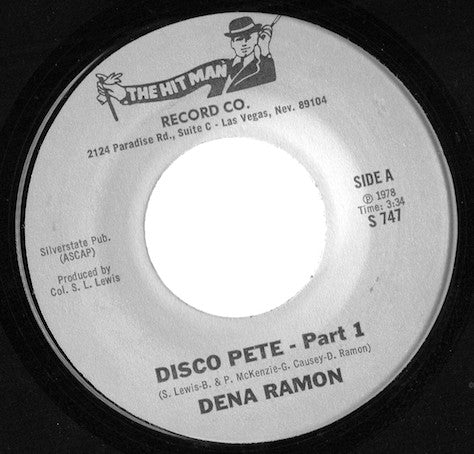 THE HIT MAN
RECORD CO.
2124 Paradise Rd., Suite C - Las Vegas, Nev. 89104
SIDE A
℗ 1978
Time: 3:34
S 747
Silverstate Pub.
(ASCAP)
Produced by
Col. S. L. Lewis
DISCO PETE - Part 1
(S. Lewis-B. & P. McKenzie-G. Causey-D. Ramon)
DENA RAMON